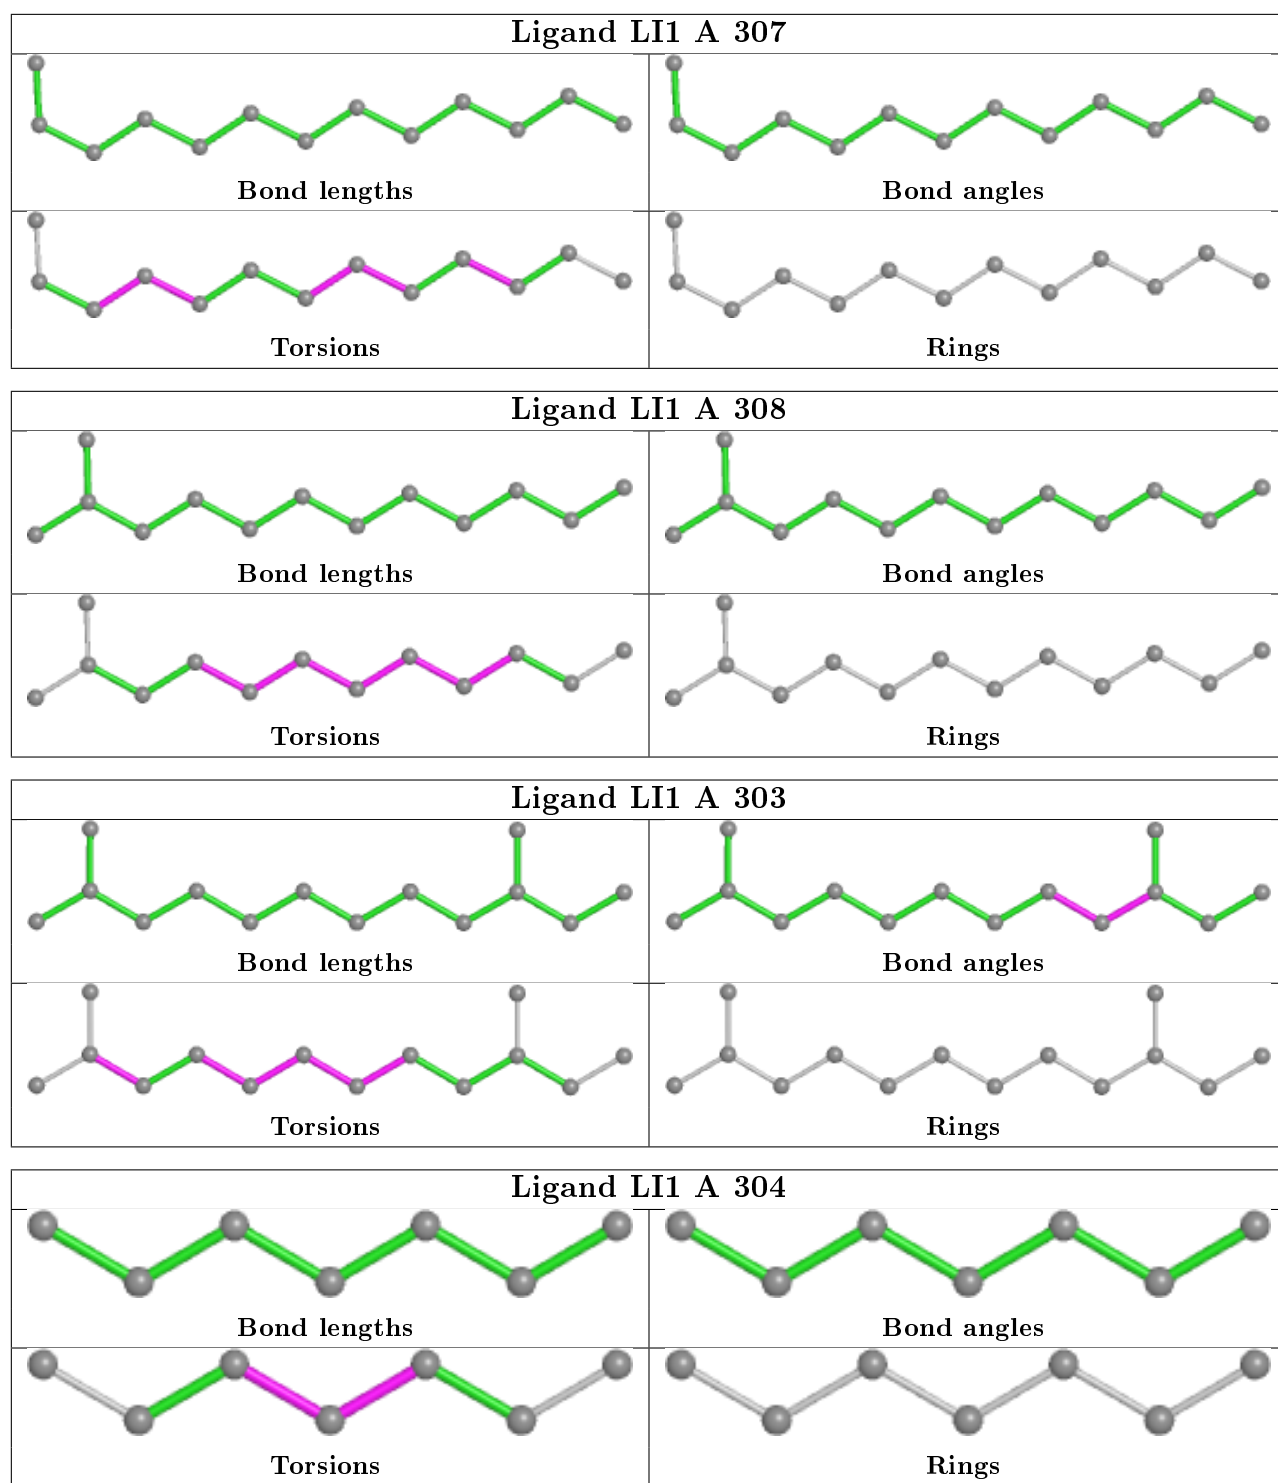 Ligand LI1 A 307
Bond lengths
Bond angles
Torsions
Rings
Ligand LI1 A 308
Bond lengths
Bond angles
Torsions
Rings
Ligand LI1 A 303
Bond lengths
Bond angles
Torsions
Rings
Ligand LI1 A 304
Bond lengths
Bond angles
Torsions
Rings